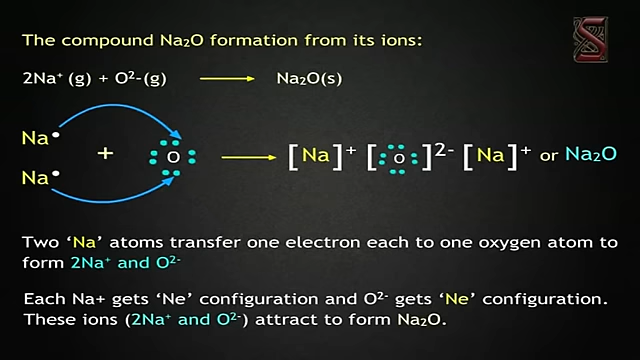 The compound Na₂O formation from its ions:
2Na⁺ (g) + O²-(g) ⟶ Na₂O(s)
Na• 
+
Na•
O
⟶ [Na]⁺ [O]²⁻ [Na]⁺ or Na₂O
Two ‘Na’ atoms transfer one electron each to one oxygen atom to
form 2Na⁺ and O²⁻
Each Na+ gets ‘Ne’ configuration and O²⁻ gets ‘Ne’ configuration.
These ions (2Na⁺ and O²⁻) attract to form Na₂O.